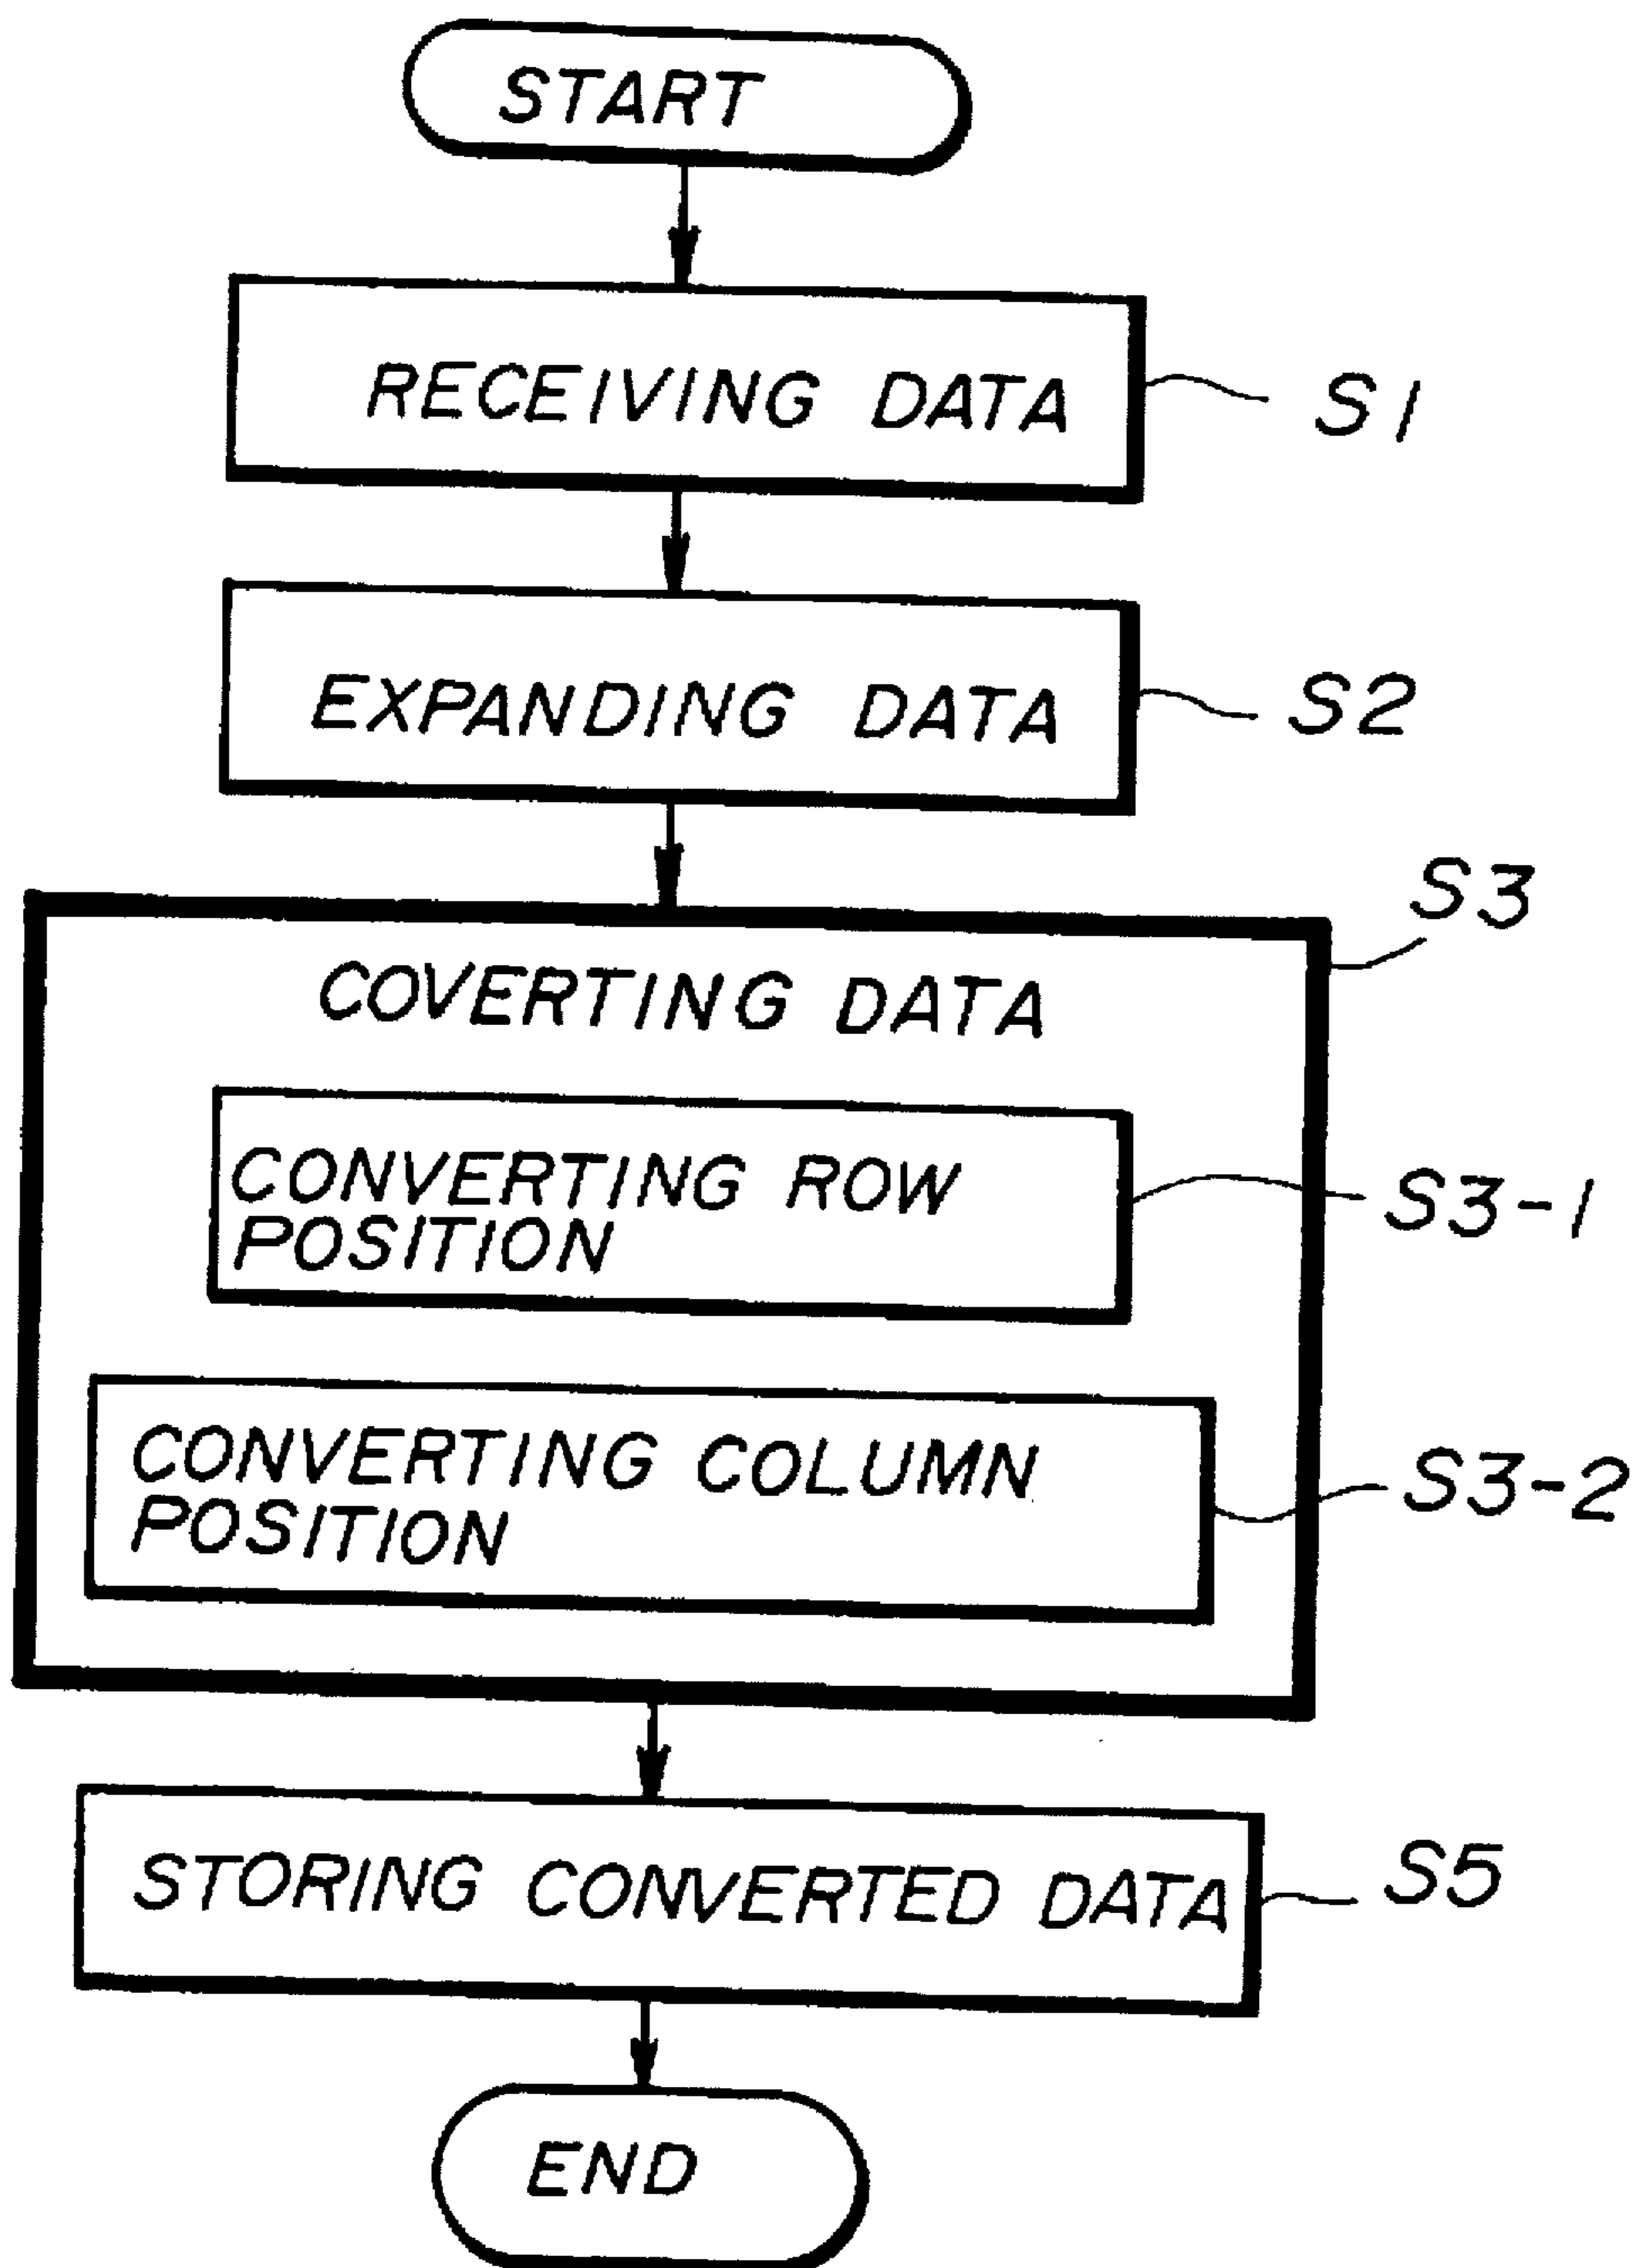 START
RECEIVING DATA
S1
EXPANDING DATA
S2
S3
COVERTING DATA
CONVERTING ROW
POSITION
S3-1
CONVERTING COLUMN
POSITION
S3-2
STORING CONVERTED DATA
S5
END